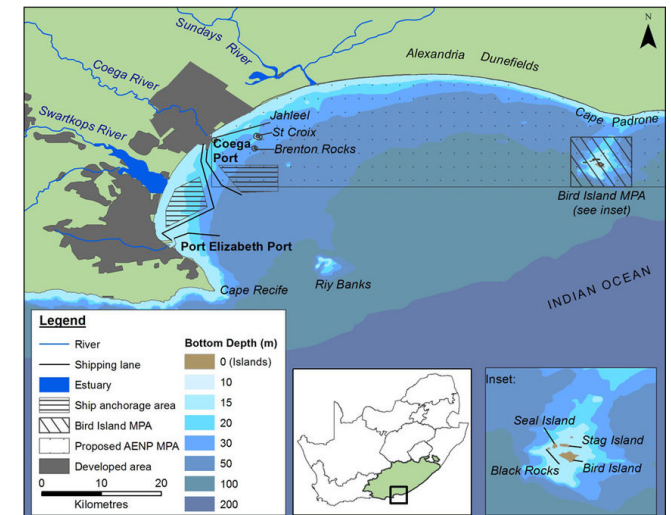 Sundays
River
Alexandria Dunefields
N
Coega River
Cape Padrone
Swartkops River
Jahleel
St Croix
Coega
Port
Brenton Rocks
Bird Island MPA
(see inset)
Port Elizabeth Port
Riy Banks
Cape Recife
INDIAN OCEAN
Legend
River
Shipping lane
Estuary
Ship anchorage area
Bird Island MPA
Proposed AENP MPA
Developed area
0 10 20
Kilometres
Bottom Depth (m)
0 (Islands)
10
15
20
30
50
100
200
Inset:
Seal Island
Stag Island
Black Rocks
Bird Island